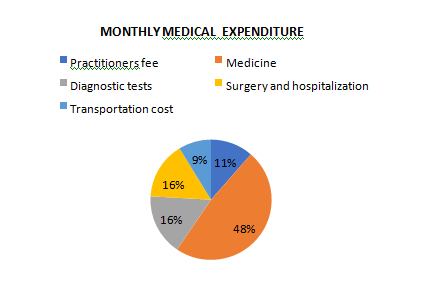 MONTHLY MEDICAL EXPENDITURE
Practitioners fee
Medicine
Diagnostic tests
Surgery and hospitalization
Transportation cost
9%
11%
16%
16%
48%